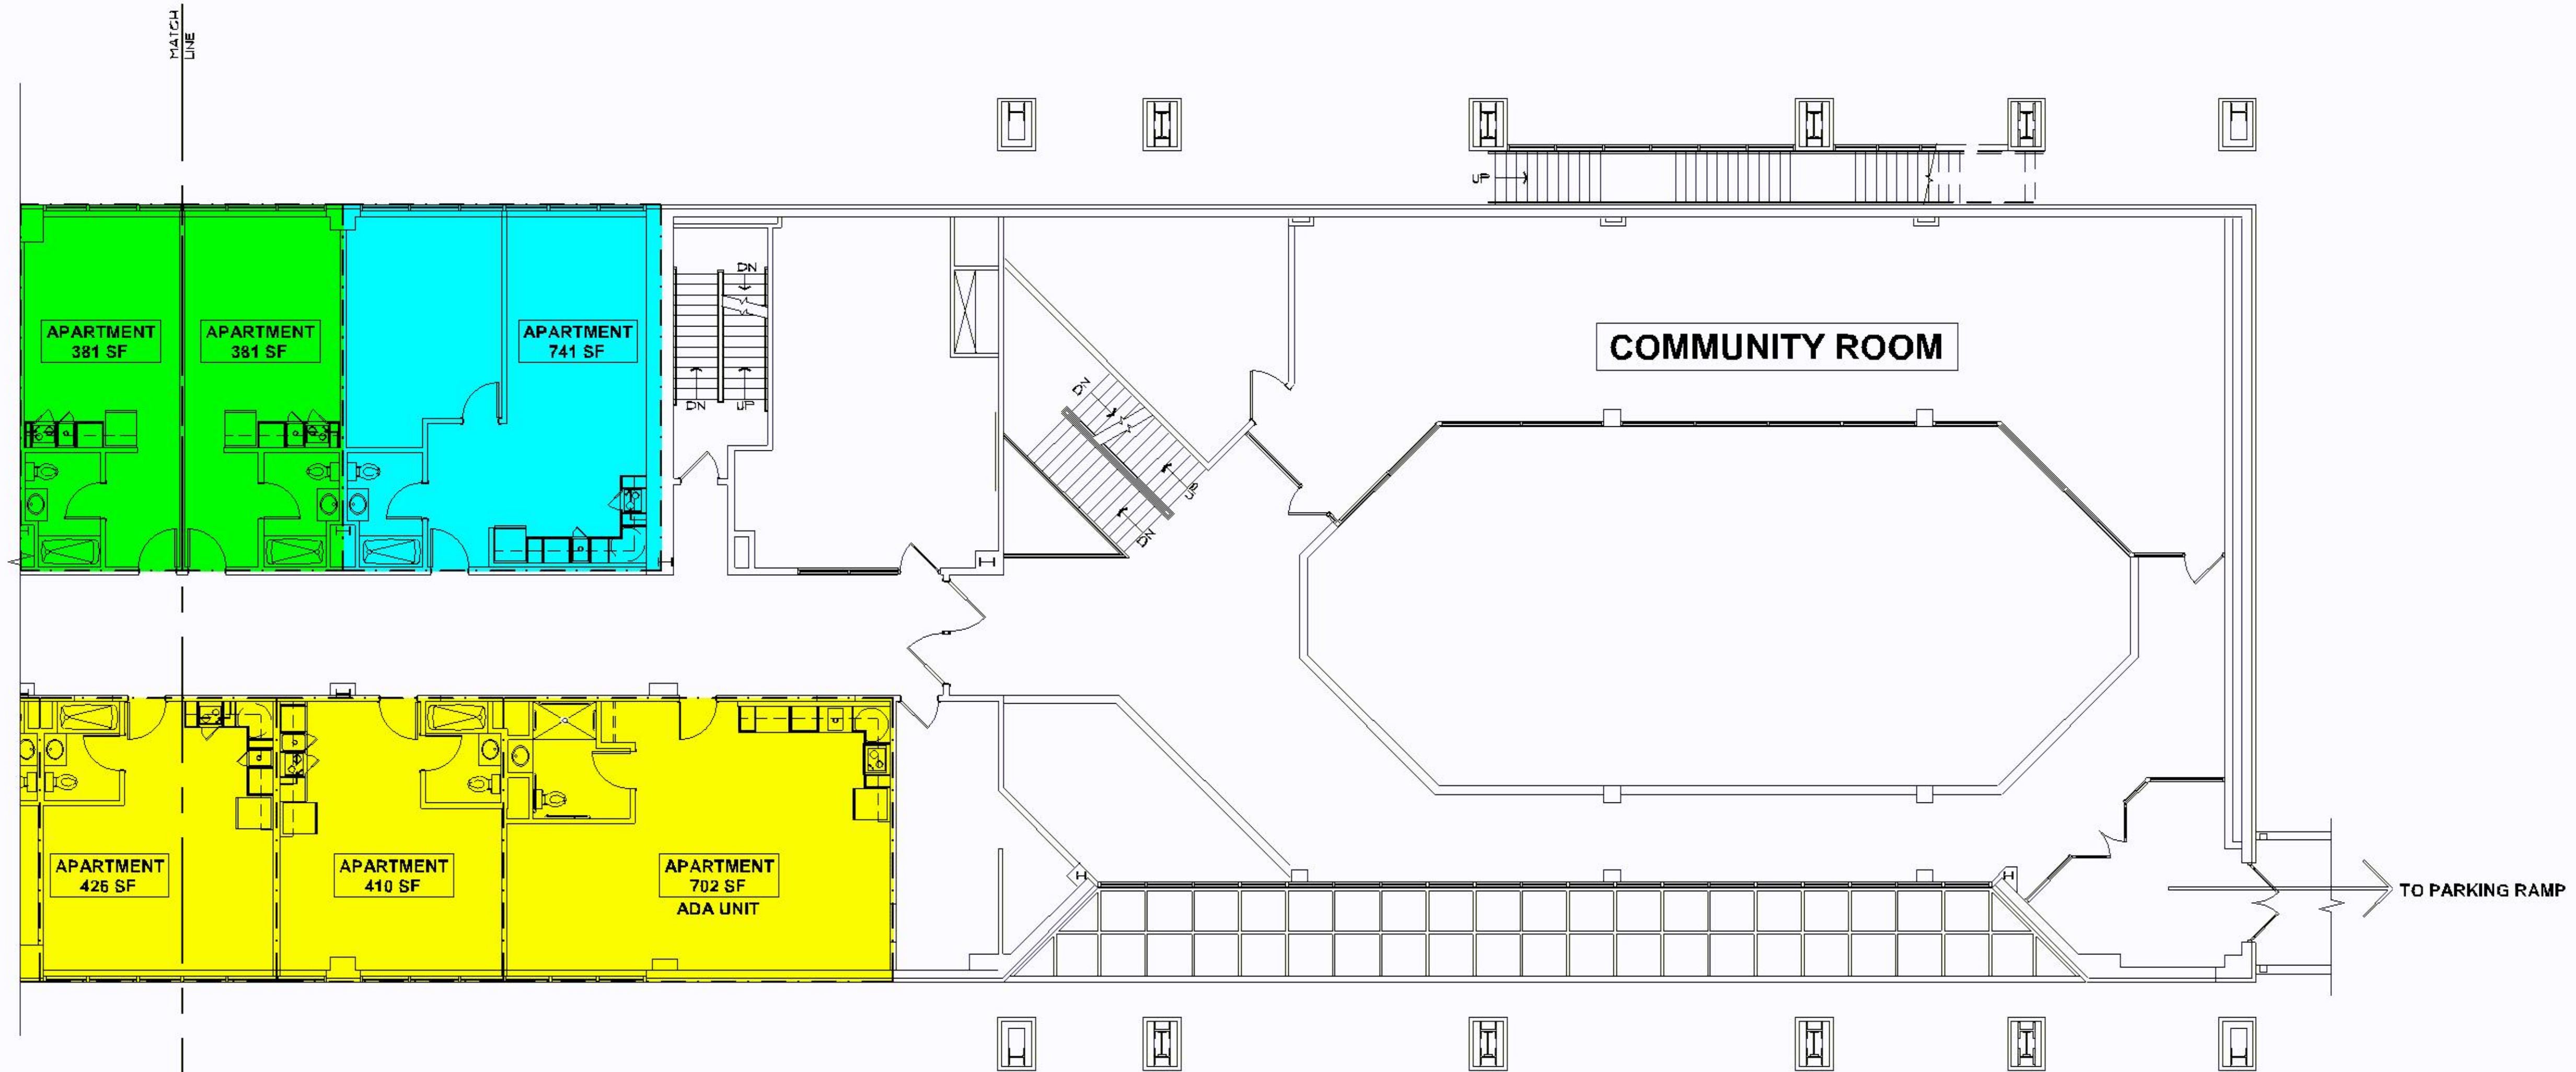 MATCH
LINE
UP
DN
APARTMENT
381 SF
APARTMENT
381 SF
APARTMENT
741 SF
COMMUNITY ROOM
DN
UP
DN
UP
DN
APARTMENT
426 SF
APARTMENT
410 SF
APARTMENT
702 SF
ADA UNIT
TO PARKING RAMP